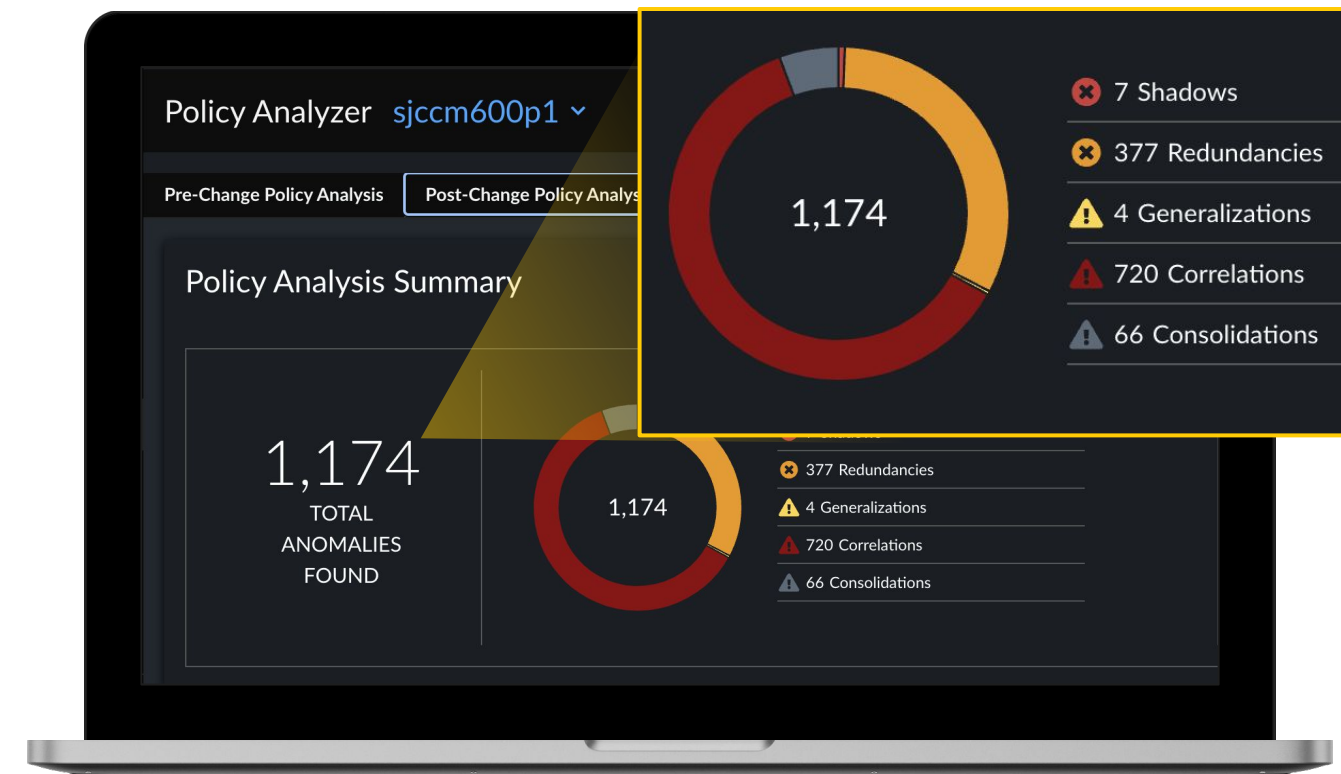 Policy Analyzer sjccm600p1
Pre-Change Policy Analysis
Post-Change Policy Analys
Policy Analysis Summary
1,174
TOTAL
ANOMALIES
FOUND
1,174
377 Redundancies
4 Generalizations
720 Correlations
66 Consolidations
1,174
7 Shadows
377 Redundancies
4 Generalizations
720 Correlations
66 Consolidations